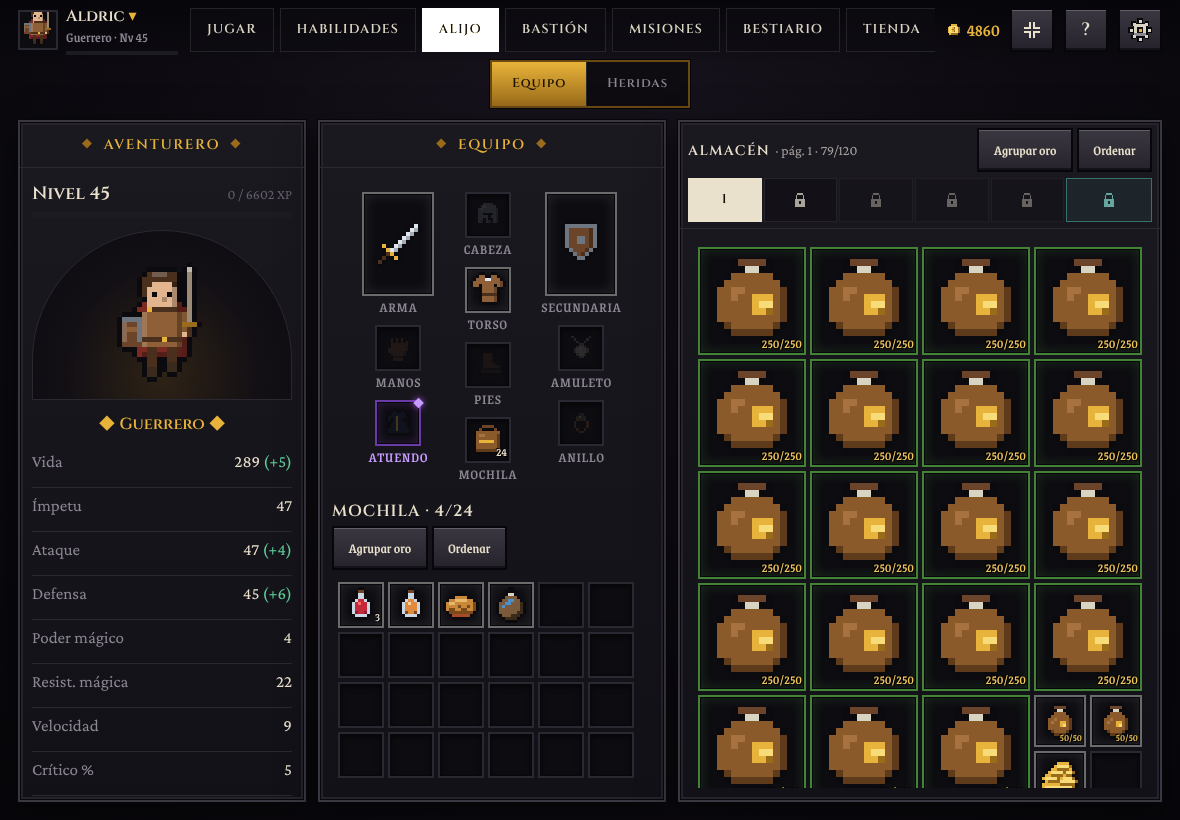 ALDRIC ▾
Guerrero · Nv 45
JUGAR
HABILIDADES
ALIJO
BASTIÓN
MISIONES
BESTIARIO
TIENDA
4860
?
EQUIPO
HERIDAS
AVENTURERO
NIVEL 45
0 / 6602 XP
GUERRERO
Vida 289 (+5)
Ímpetu 47
Ataque 47 (+4)
Defensa 45 (+6)
Poder mágico 4
Resist. mágica 22
Velocidad 9
Crítico % 5
EQUIPO
ARMA
CABEZA
SECUNDARIA
TORSO
MANOS
AMULETO
PIES
ATUENDO
ANILLO
24
MOCHILA
MOCHILA · 4/24
Agrupar oro
Ordenar
3
ALMACÉN · pág. 1 · 79/120
Agrupar oro
Ordenar
I
250/250 250/250 250/250 250/250
250/250 250/250 250/250 250/250
250/250 250/250 250/250 250/250
250/250 250/250 250/250 250/250
50/50 50/50